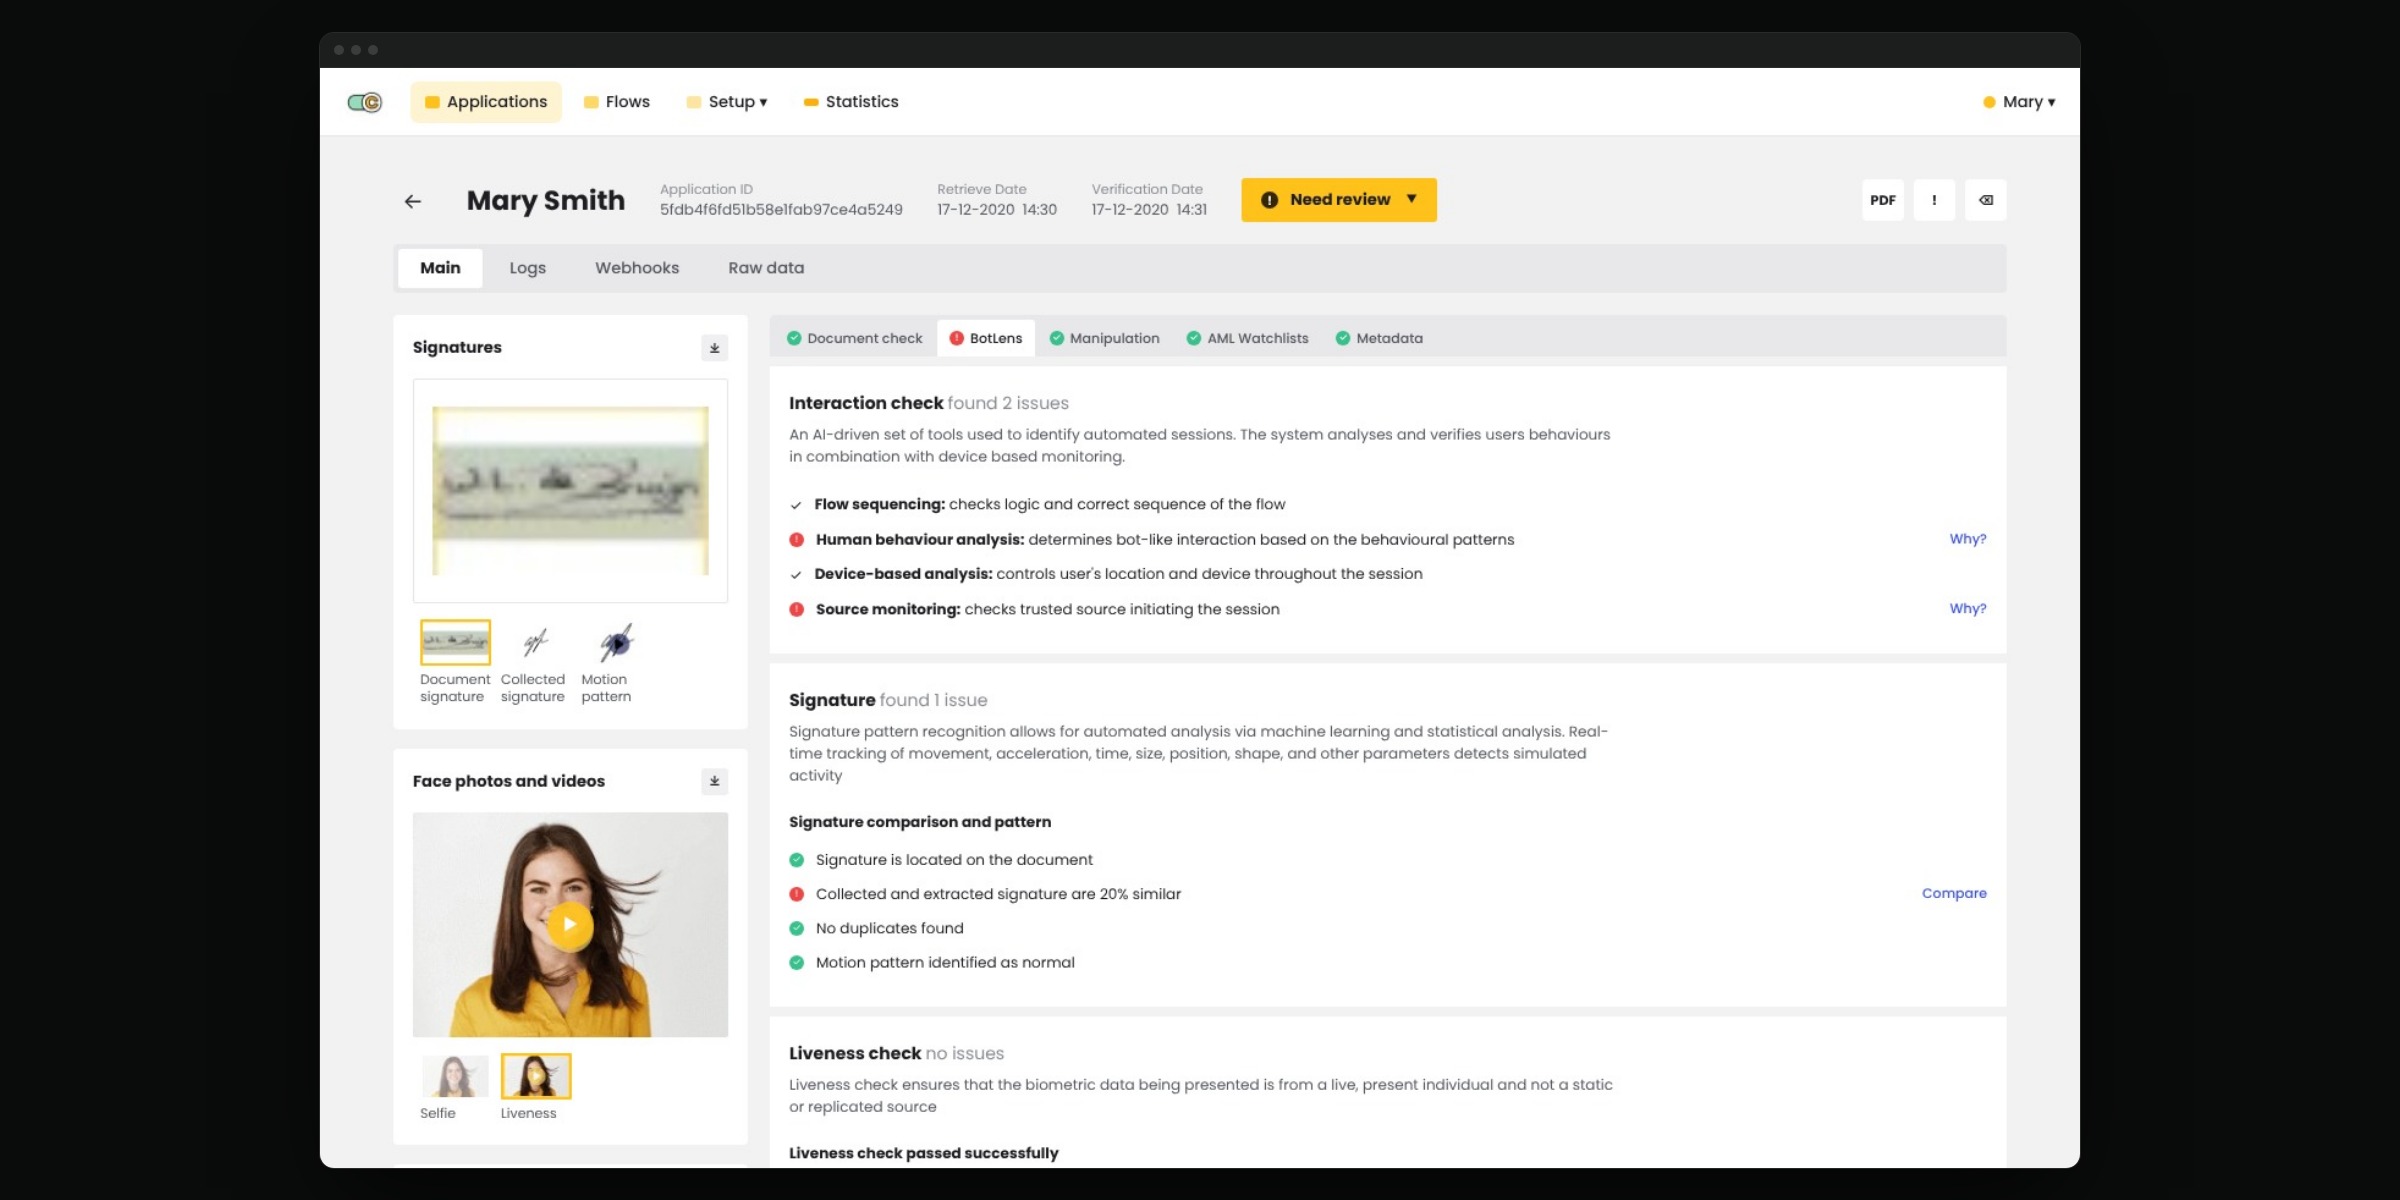 Applications
Flows
Setup ▾
Statistics
Mary ▾
Mary Smith
Application ID
5fdb4f6fd51b58e1fab97ce4a5249
Retrieve Date
17-12-2020 14:30
Verification Date
17-12-2020 14:31
Need review ▼
PDF
!
Main
Logs
Webhooks
Raw data
Signatures
Document signature
Collected signature
Motion pattern
Face photos and videos
Selfie
Liveness
Document check
BotLens
Manipulation
AML Watchlists
Metadata
Interaction check found 2 issues
An AI-driven set of tools used to identify automated sessions. The system analyses and verifies users behaviours
in combination with device based monitoring.
Flow sequencing: checks logic and correct sequence of the flow
Human behaviour analysis: determines bot-like interaction based on the behavioural patterns
Why?
Device-based analysis: controls user's location and device throughout the session
Source monitoring: checks trusted source initiating the session
Why?
Signature found 1 issue
Signature pattern recognition allows for automated analysis via machine learning and statistical analysis. Real-
time tracking of movement, acceleration, time, size, position, shape, and other parameters detects simulated
activity
Signature comparison and pattern
Signature is located on the document
Collected and extracted signature are 20% similar
Compare
No duplicates found
Motion pattern identified as normal
Liveness check no issues
Liveness check ensures that the biometric data being presented is from a live, present individual and not a static
or replicated source
Liveness check passed successfully